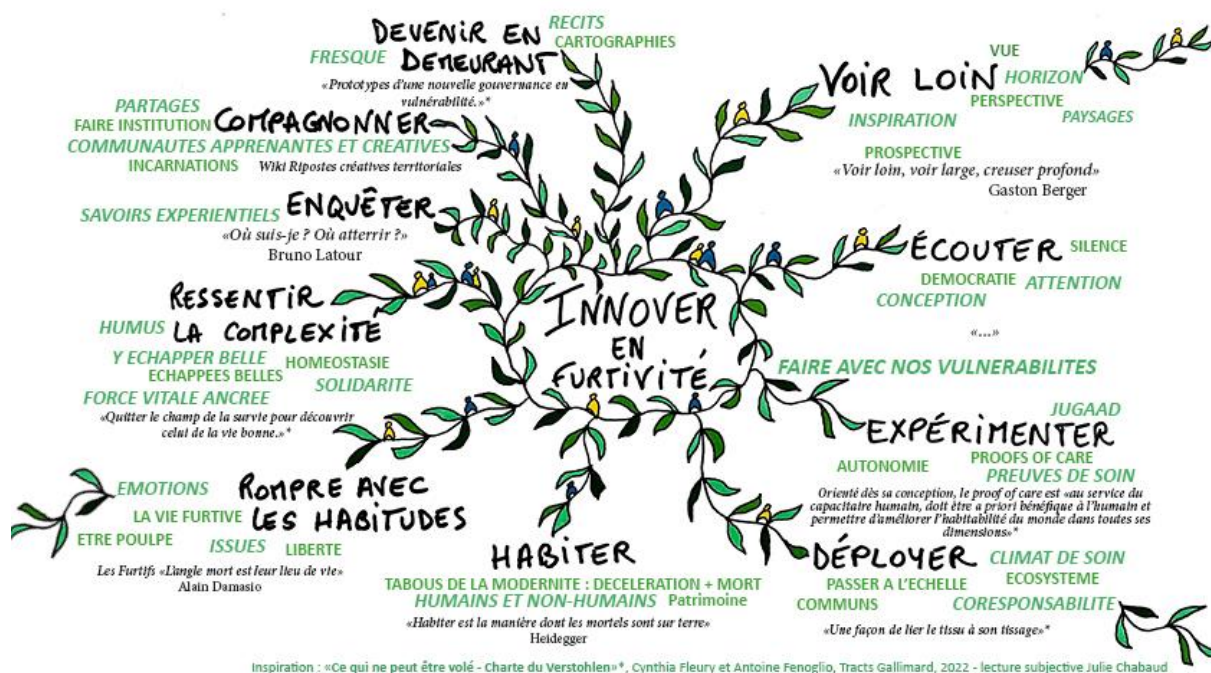 INNOVER
EN
FURTIVITÉ
DEVENIR EN
DEMEURANT
RECITS
CARTOGRAPHIES
FRESQUE
«Prototypes d'une nouvelle gouvernance en
vulnérabilité.»*
VOIR LOIN
VUE
HORIZON
PERSPECTIVE
PAYSAGES
INSPIRATION
PROSPECTIVE
«Voir loin, voir large, creuser profond»
Gaston Berger
PARTAGES
FAIRE INSTITUTION
COMPAGNONNER
COMMUNAUTES APPRENANTES ET CREATIVES
INCARNATIONS
Wiki Ripostes créatives territoriales
SAVOIRS EXPERIENTIELS
ENQUÊTER
«Où suis-je ? Où atterrir ?»
Bruno Latour
ÉCOUTER
SILENCE
DEMOCRATIE
ATTENTION
CONCEPTION
«...»
RESSENTIR
LA COMPLEXITÉ
HUMUS
Y ECHAPPER BELLE
HOMEOSTASIE
ECHAPPEES BELLES
SOLIDARITE
FORCE VITALE ANCREE
«Quitter le champ de la survie pour découvrir
celui de la vie bonne.»*
FAIRE AVEC NOS VULNERABILITES
JUGAAD
EXPÉRIMENTER
AUTONOMIE
PROOFS OF CARE
PREUVES DE SOIN
Orienté dès sa conception, le proof of care est «au service du
capacitaire humain, doit être a priori bénéfique à l'humain et
permettre d'améliorer l'habitabilité du monde dans toutes ses
dimensions»*
EMOTIONS
ROMPRE AVEC
LES HABITUDES
LA VIE FURTIVE
ETRE POULPE
ISSUES
LIBERTE
Les Furtifs «L'angle mort est leur lieu de vie»
Alain Damasio
HABITER
TABOUS DE LA MODERNITE : DECELERATION + MORT
HUMAINS ET NON-HUMAINS
Patrimoine
«Habiter est la manière dont les mortels sont sur terre»
Heidegger
DÉPLOYER
CLIMAT DE SOIN
ECOSYSTEME
PASSER A L'ECHELLE
COMMUNS
CORESPONSABILITE
«Une façon de lier le tissu à son tissage»*
Inspiration : «Ce qui ne peut être volé - Charte du Verstohlen»*, Cynthia Fleury et Antoine Fenoglio, Tracts Gallimard, 2022 - lecture subjective Julie Chabaud